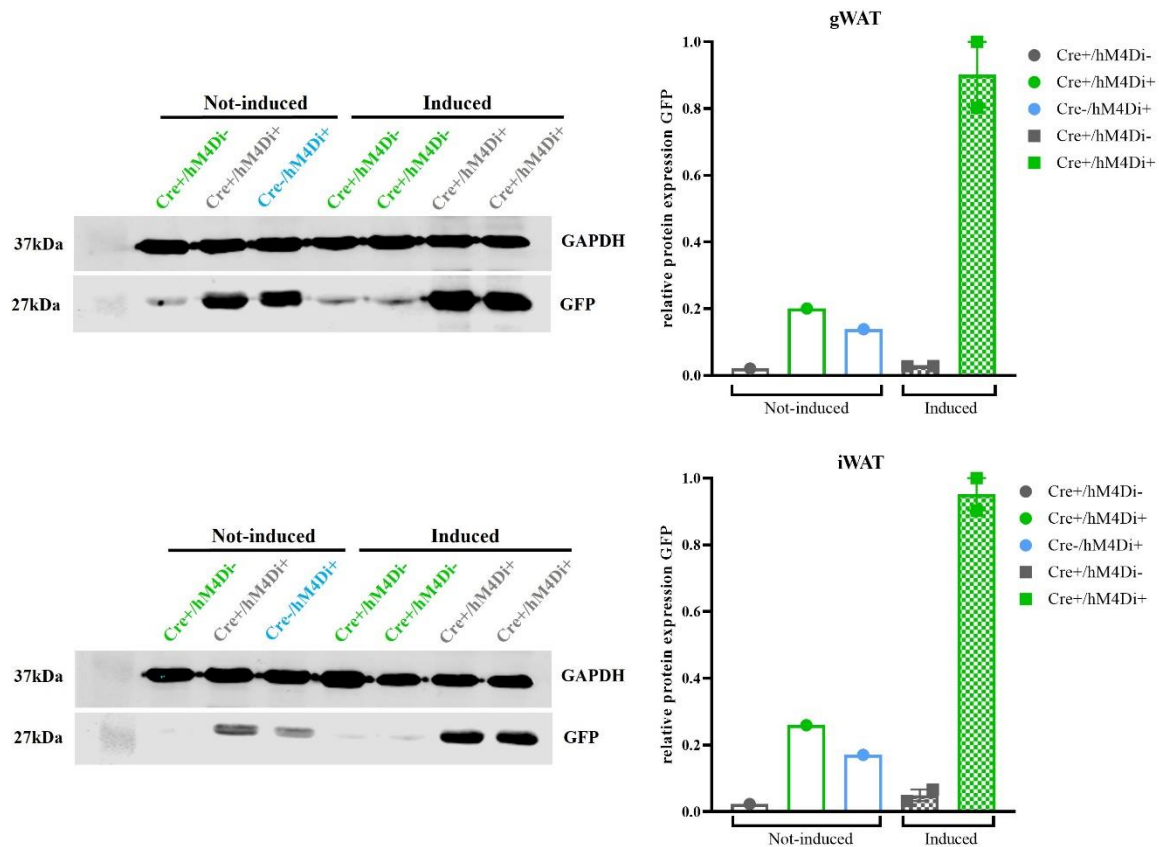 Not-induced Induced
Cre+/hM4Di-
Cre+/hM4Di+
Cre-/hM4Di+
Cre+/hM4Di-
Cre+/hM4Di-
Cre+/hM4Di+
Cre+/hM4Di+
37kDa GAPDH
27kDa GFP
gWAT
relative protein expression GFP
1.0
0.8
0.6
0.4
0.2
0.0
Not-induced Induced
Cre+/hM4Di-
Cre+/hM4Di+
Cre-/hM4Di+
Cre+/hM4Di-
Cre+/hM4Di+
Not-induced Induced
Cre+/hM4Di-
Cre+/hM4Di+
Cre-/hM4Di+
Cre+/hM4Di-
Cre+/hM4Di-
Cre+/hM4Di+
Cre+/hM4Di+
37kDa GAPDH
27kDa GFP
iWAT
relative protein expression GFP
1.0
0.8
0.6
0.4
0.2
0.0
Not-induced Induced
Cre+/hM4Di-
Cre+/hM4Di+
Cre-/hM4Di+
Cre+/hM4Di-
Cre+/hM4Di+